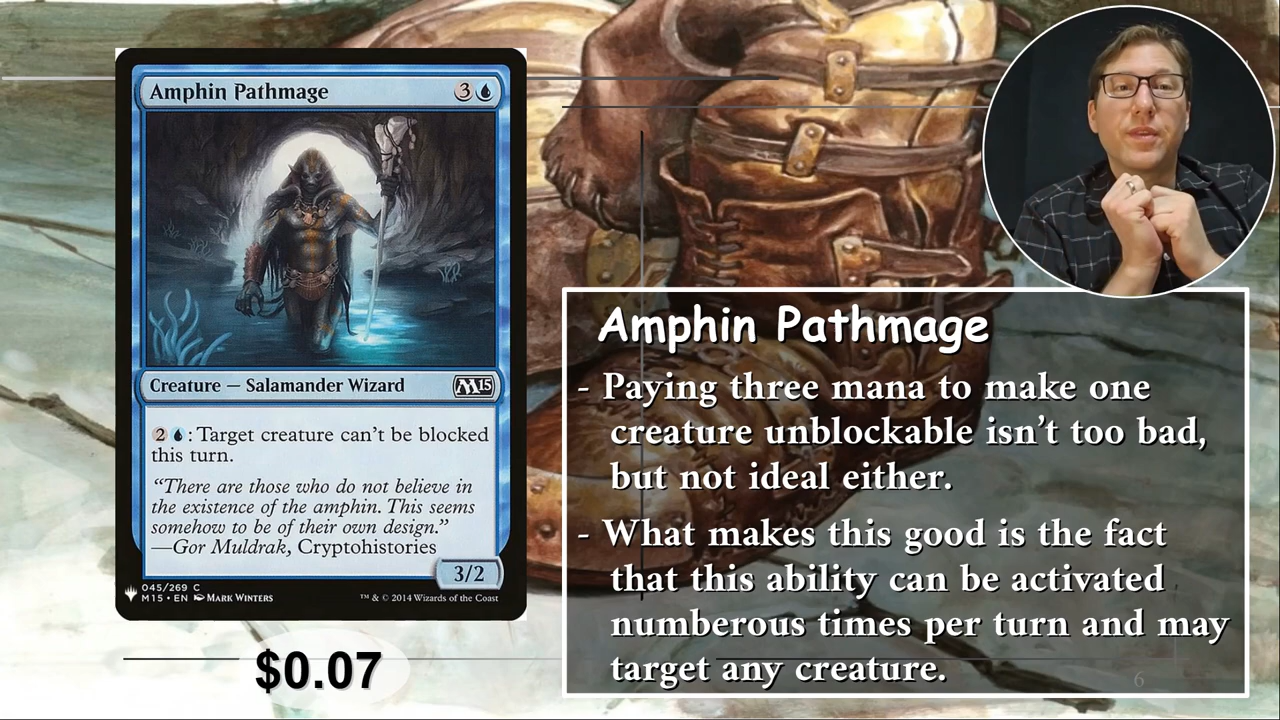 Amphin Pathmage 3
Creature — Salamander Wizard M15
2 : Target creature can't be blocked
this turn.
"There are those who do not believe in
the existence of the amphin. This seems
somehow to be of their own design."
—Gor Muldrak, Cryptohistories
3/2
045/269 C
M15 • EN Mark Winters ™ & © 2014 Wizards of the Coast
$0.07
Amphin Pathmage
- Paying three mana to make one
creature unblockable isn't too bad,
but not ideal either.
- What makes this good is the fact
that this ability can be activated
numberous times per turn and may
target any creature.
6